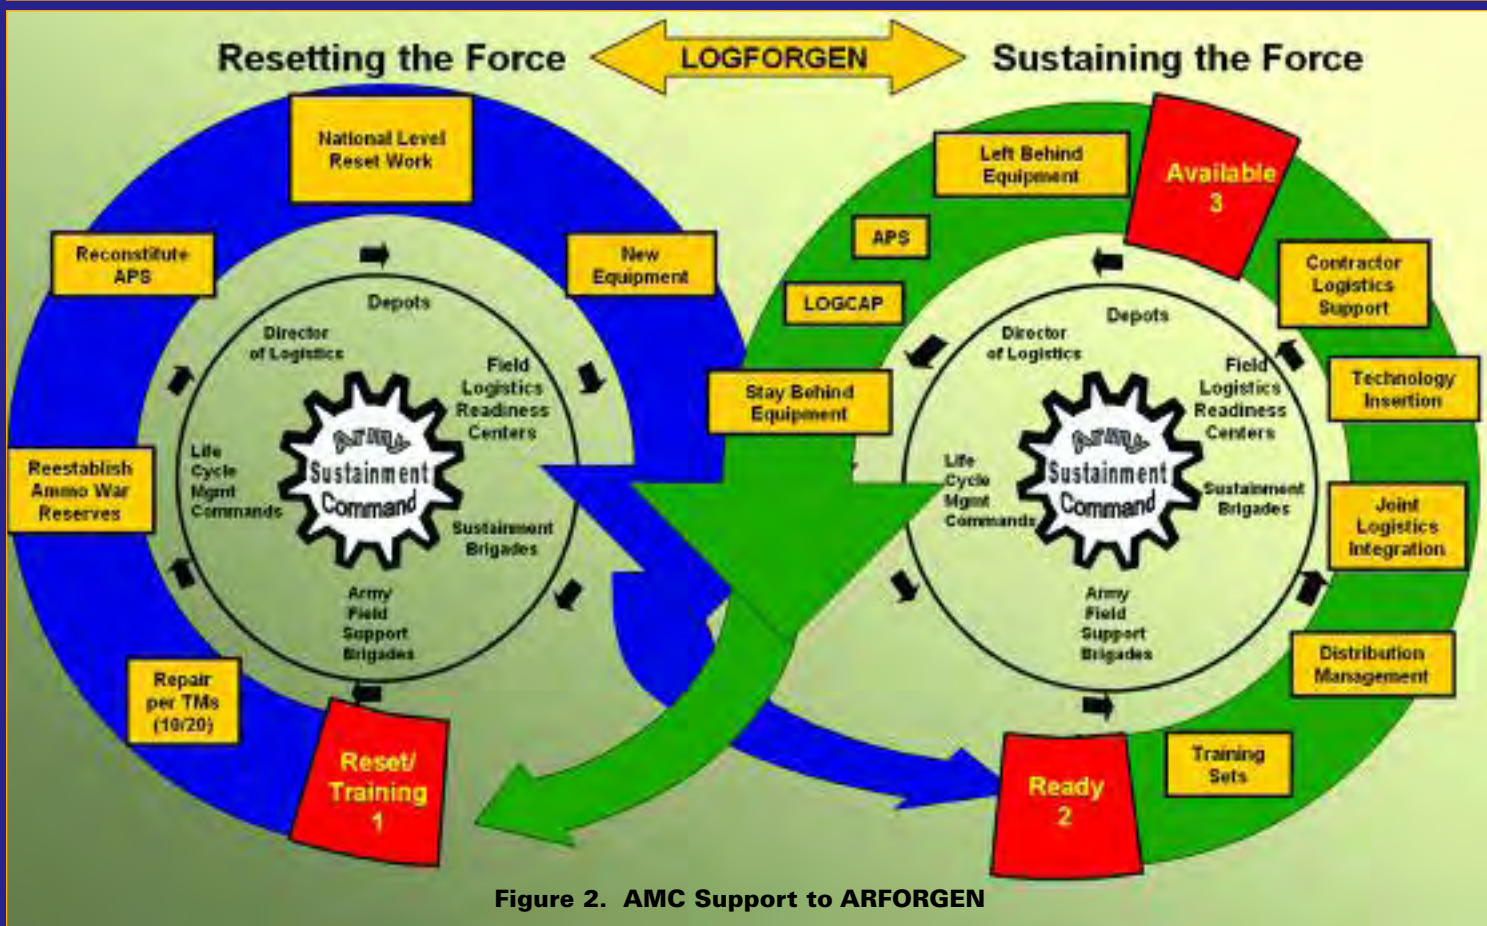 Resetting the Force
LOGFORGEN
Sustaining the Force
National Level
Reset Work
Reconstitute
APS
New
Equipment
Reestablish
Ammo War
Reserves
Repair
per TMs
(10/20)
Reset/
Training
1
Depots
Director
of Logistics
Field
Logistics
Readiness
Centers
Life
Cycle
Mgmt
Commands
Army
Sustainment
Command
Sustainment
Brigades
Army
Field
Support
Brigades
Left Behind
Equipment
Available
3
APS
LOGCAP
Stay Behind
Equipment
Contractor
Logistics
Support
Technology
Insertion
Joint
Logistics
Integration
Distribution
Management
Training
Sets
Ready
2
Depots
Director
of Logistics
Field
Logistics
Readiness
Centers
Life
Cycle
Mgmt
Commands
Army
Sustainment
Command
Sustainment
Brigades
Army
Field
Support
Brigades
Figure 2. AMC Support to ARFORGEN